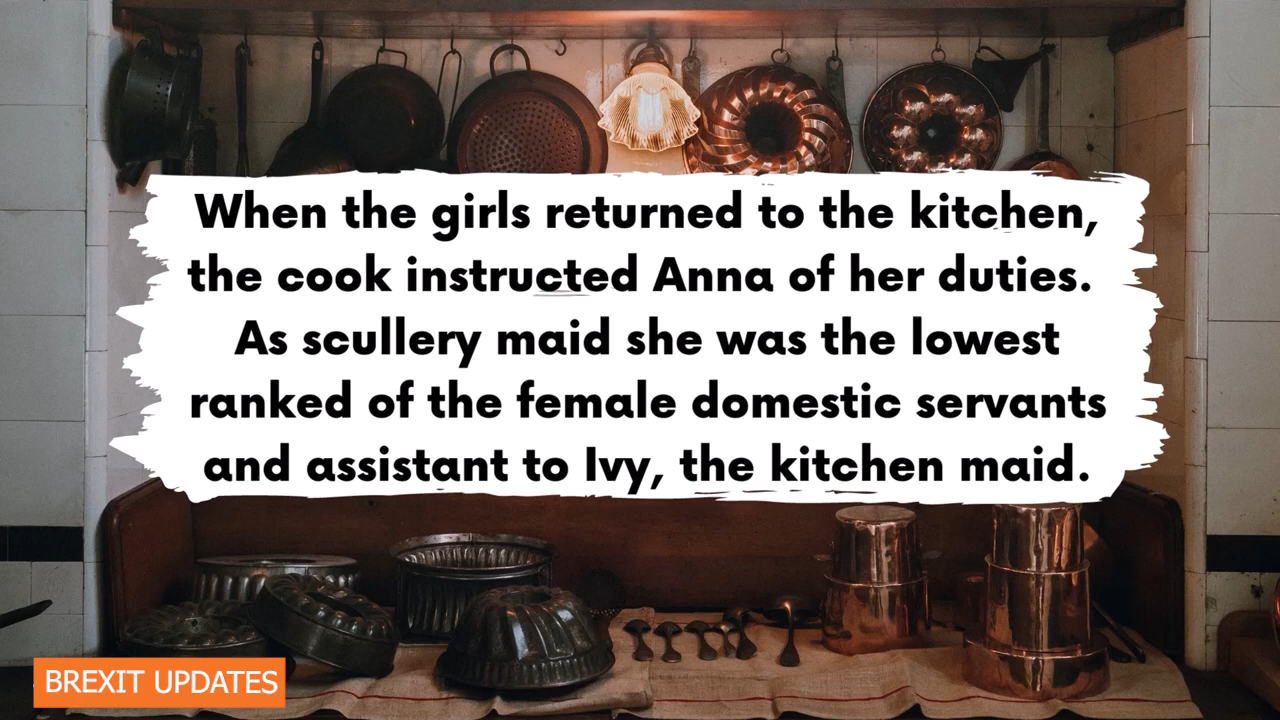 When the girls returned to the kitchen,
the cook instructed Anna of her duties.
As scullery maid she was the lowest
ranked of the female domestic servants
and assistant to Ivy, the kitchen maid.
BREXIT UPDATES